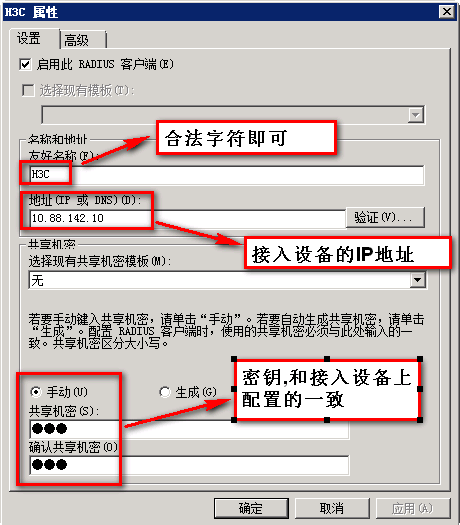 H3C 属性
设置
高级
启用此 RADIUS 客户端(E)
选择现有模板(T):
名称和地址
合法字符即可
友好名称(F):
H3C
地址(IP 或 DNS)(D):
10.88.142.10
验证(V)...
共享机密
接入设备的IP地址
选择现有共享机密模板(M):
无
若要手动键入共享机密，请单击“手动”。若要自动生成共享机密，请单击
“生成”。配置 RADIUS 客户端时，使用的共享机密必须与此处输入的一
致。共享机密区分大小写。
密钥,和接入设备上
配置的一致
手动(U)
生成(G)
共享机密(S):
●●●
确认共享机密(O)
●●●
确定
取消
应用(A)